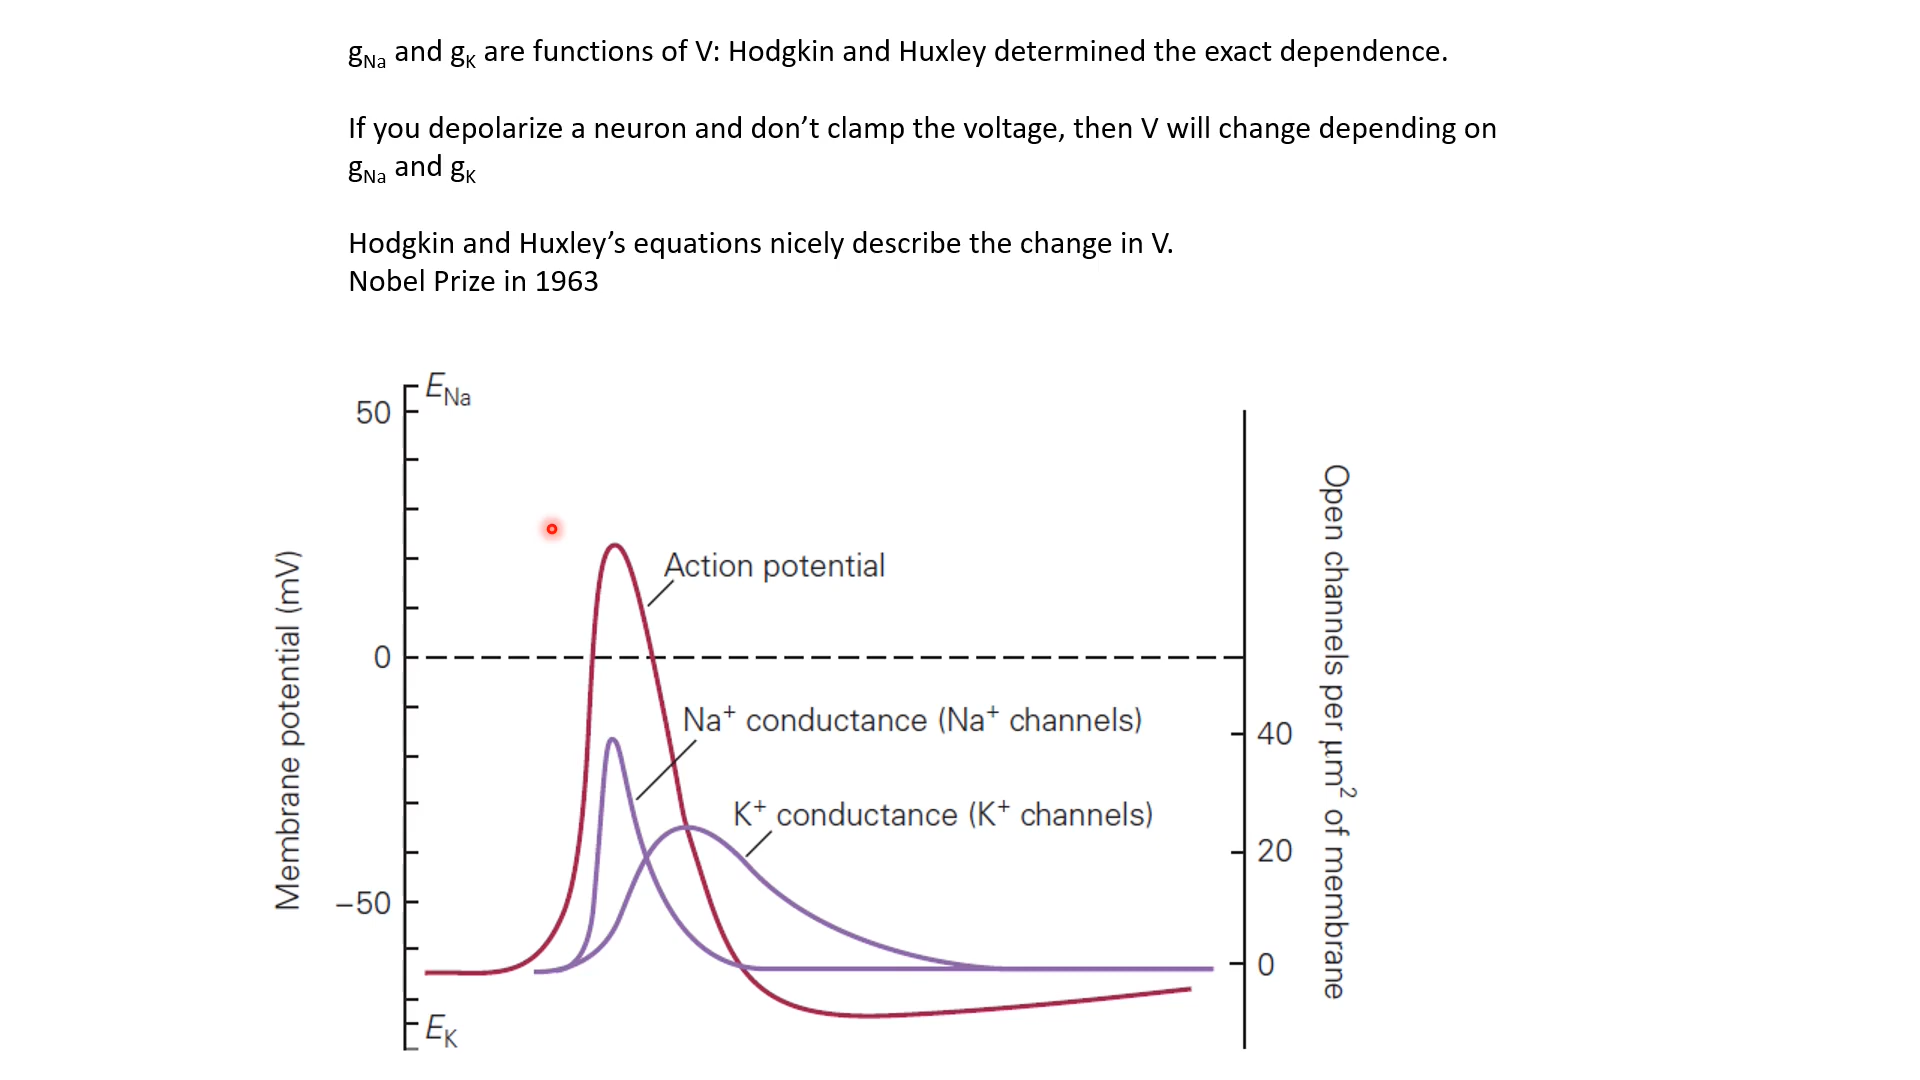 gNa and gK are functions of V: Hodgkin and Huxley determined the exact dependence.
If you depolarize a neuron and don’t clamp the voltage, then V will change depending on
gNa and gK
Hodgkin and Huxley’s equations nicely describe the change in V.
Nobel Prize in 1963
ENa
50
Action potential
0
Na+ conductance (Na+ channels)
40
K+ conductance (K+ channels)
20
−50
0
EK
Membrane potential (mV)
Open channels per μm2 of membrane